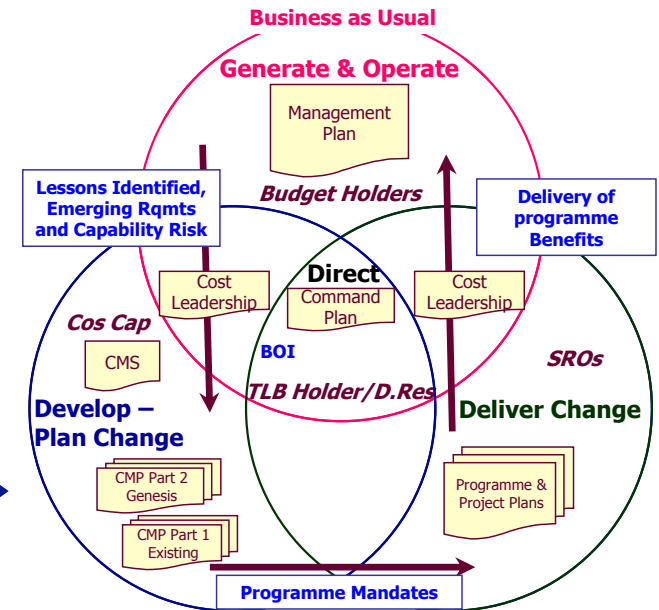 Business as Usual
Generate & Operate
Management
Plan
Lessons Identified,
Emerging Rqmts
and Capability Risk
Budget Holders
Delivery of
programme
Benefits
Direct
Cost
Leadership
Command
Plan
Cost
Leadership
Cos Cap
BOI
CMS
SROs
TLB Holder/D.Res
Develop –
Plan Change
Deliver Change
CMP Part 2
Genesis
CMP Part 1
Existing
Programme &
Project Plans
Programme Mandates